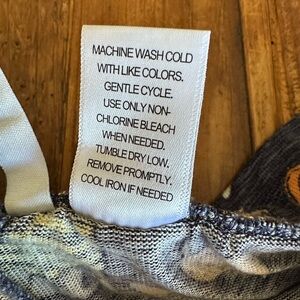 MACHINE WASH COLD
WITH LIKE COLORS.
GENTLE CYCLE.
USE ONLY NON-
CHLORINE BLEACH
WHEN NEEDED.
TUMBLE DRY LOW.
REMOVE PROMPTLY.
COOL IRON IF NEEDED